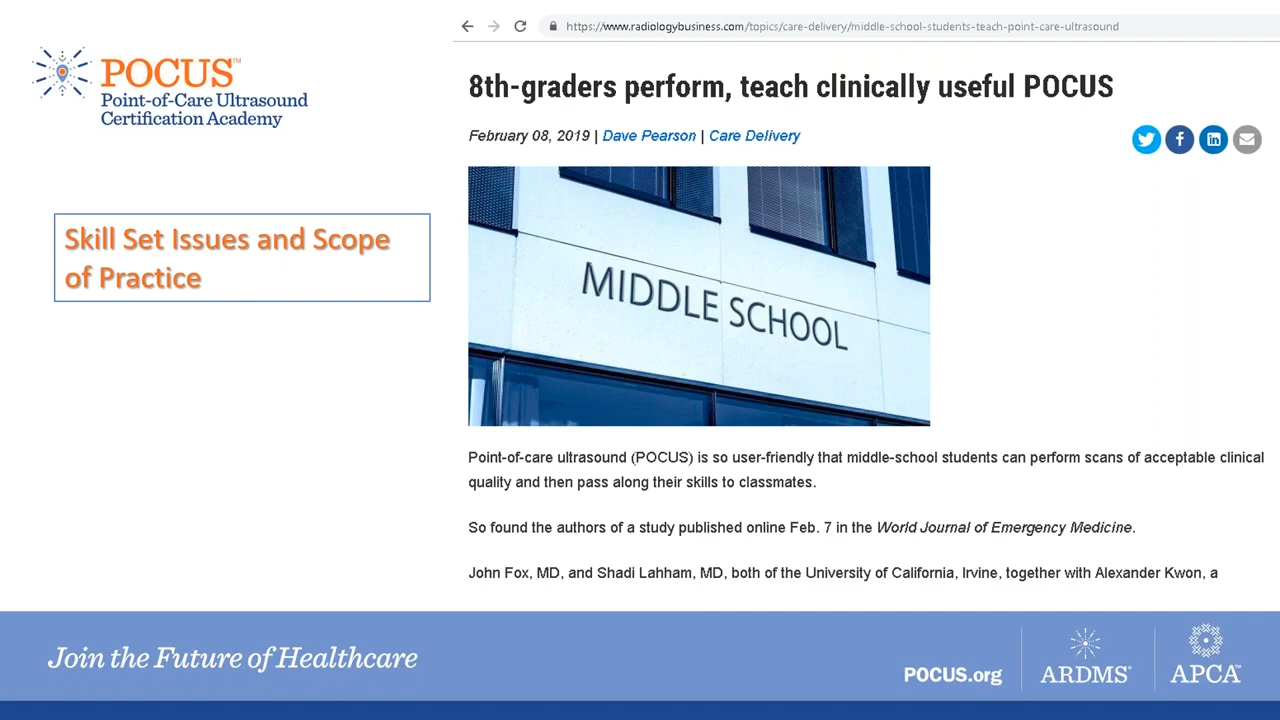 POCUS™
Point-of-Care Ultrasound
Certification Academy
Skill Set Issues and Scope
of Practice
https://www.radiologybusiness.com/topics/care-delivery/middle-school-students-teach-point-care-ultrasound
8th-graders perform, teach clinically useful POCUS
February 08, 2019 | Dave Pearson | Care Delivery
MIDDLE SCHOOL
Point-of-care ultrasound (POCUS) is so user-friendly that middle-school students can perform scans of acceptable clinical
quality and then pass along their skills to classmates.
So found the authors of a study published online Feb. 7 in the World Journal of Emergency Medicine.
John Fox, MD, and Shadi Lahham, MD, both of the University of California, Irvine, together with Alexander Kwon, a
Join the Future of Healthcare
POCUS.org
ARDMS®
APCA™